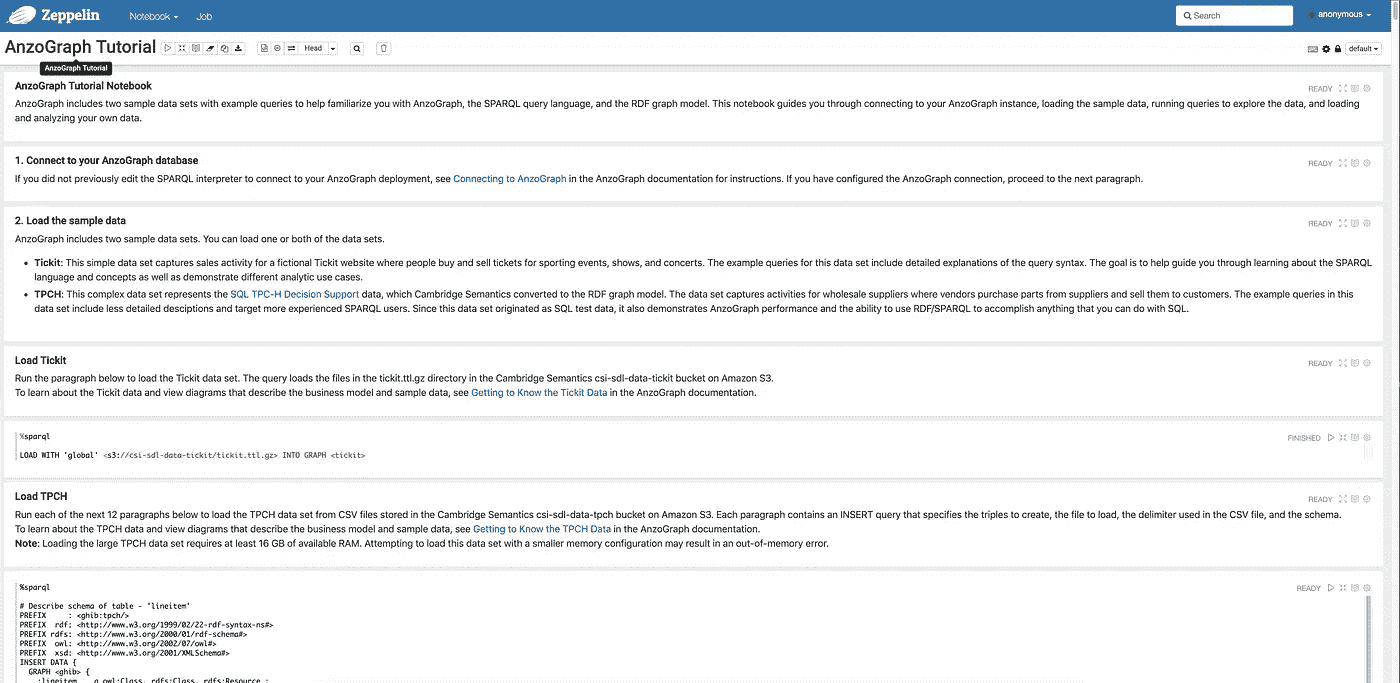 Zeppelin Notebook Job Search anonymous
AnzoGraph Tutorial Head default
AnzoGraph Tutorial
AnzoGraph Tutorial Notebook
READY
AnzoGraph includes two sample data sets with example queries to help familiarize you with AnzoGraph, the SPARQL query language, and the RDF graph model. This notebook guides you through connecting to your AnzoGraph instance, loading the sample data, running queries to explore the data, and loading
and analyzing your own data.
1. Connect to your AnzoGraph database
READY
If you did not previously edit the SPARQL interpreter to connect to your AnzoGraph deployment, see Connecting to AnzoGraph in the AnzoGraph documentation for instructions. If you have configured the AnzoGraph connection, proceed to the next paragraph.
2. Load the sample data
READY
AnzoGraph includes two sample data sets. You can load one or both of the data sets.
• Tickit: This simple data set captures sales activity for a fictional Tickit website where people buy and sell tickets for sporting events, shows, and concerts. The example queries for this data set include detailed explanations of the query syntax. The goal is to help guide you through learning about the SPARQL
language and concepts as well as demonstrate different analytic use cases.
• TPCH: This complex data set represents the SQL TPC-H Decision Support data, which Cambridge Semantics converted to the RDF graph model. The data set captures activities for wholesale suppliers where vendors purchase parts from suppliers and sell them to customers. The example queries in this
data set include less detailed desciptions and target more experienced SPARQL users. Since this data set originated as SQL test data, it also demonstrates AnzoGraph performance and the ability to use RDF/SPARQL to accomplish anything that you can do with SQL.
Load Tickit
READY
Run the paragraph below to load the Tickit data set. The query loads the files in the tickit.ttl.gz directory in the Cambridge Semantics csi-sdl-data-tickit bucket on Amazon S3.
To learn about the Tickit data and view diagrams that describe the business model and sample data, see Getting to Know the Tickit Data in the AnzoGraph documentation.
%sparql
FINISHED
LOAD WITH 'global' <s3://csi-sdl-data-tickit/tickit.ttl.gz> INTO GRAPH <tickit>
Load TPCH
READY
Run each of the next 12 paragraphs below to load the TPCH data set from CSV files stored in the Cambridge Semantics csi-sdl-data-tpch bucket on Amazon S3. Each paragraph contains an INSERT query that specifies the triples to create, the file to load, the delimiter used in the CSV file, and the schema.
To learn about the TPCH data and view diagrams that describe the business model and sample data, see Getting to Know the TPCH Data in the AnzoGraph documentation.
Note: Loading the large TPCH data set requires at least 16 GB of available RAM. Attempting to load this data set with a smaller memory configuration may result in an out-of-memory error.
%sparql
READY
# Describe schema of table - 'lineitem'
PREFIX : <ghib:tpch/>
PREFIX rdf: <http://www.w3.org/1999/02/22-rdf-syntax-ns#>
PREFIX rdfs: <http://www.w3.org/2000/01/rdf-schema#>
PREFIX owl: <http://www.w3.org/2002/07/owl#>
PREFIX xsd: <http://www.w3.org/2001/XMLSchema#>
INSERT DATA {
GRAPH <ghib> {
:lineitem a owl:Class, rdfs:Class, rdfs:Resource ;